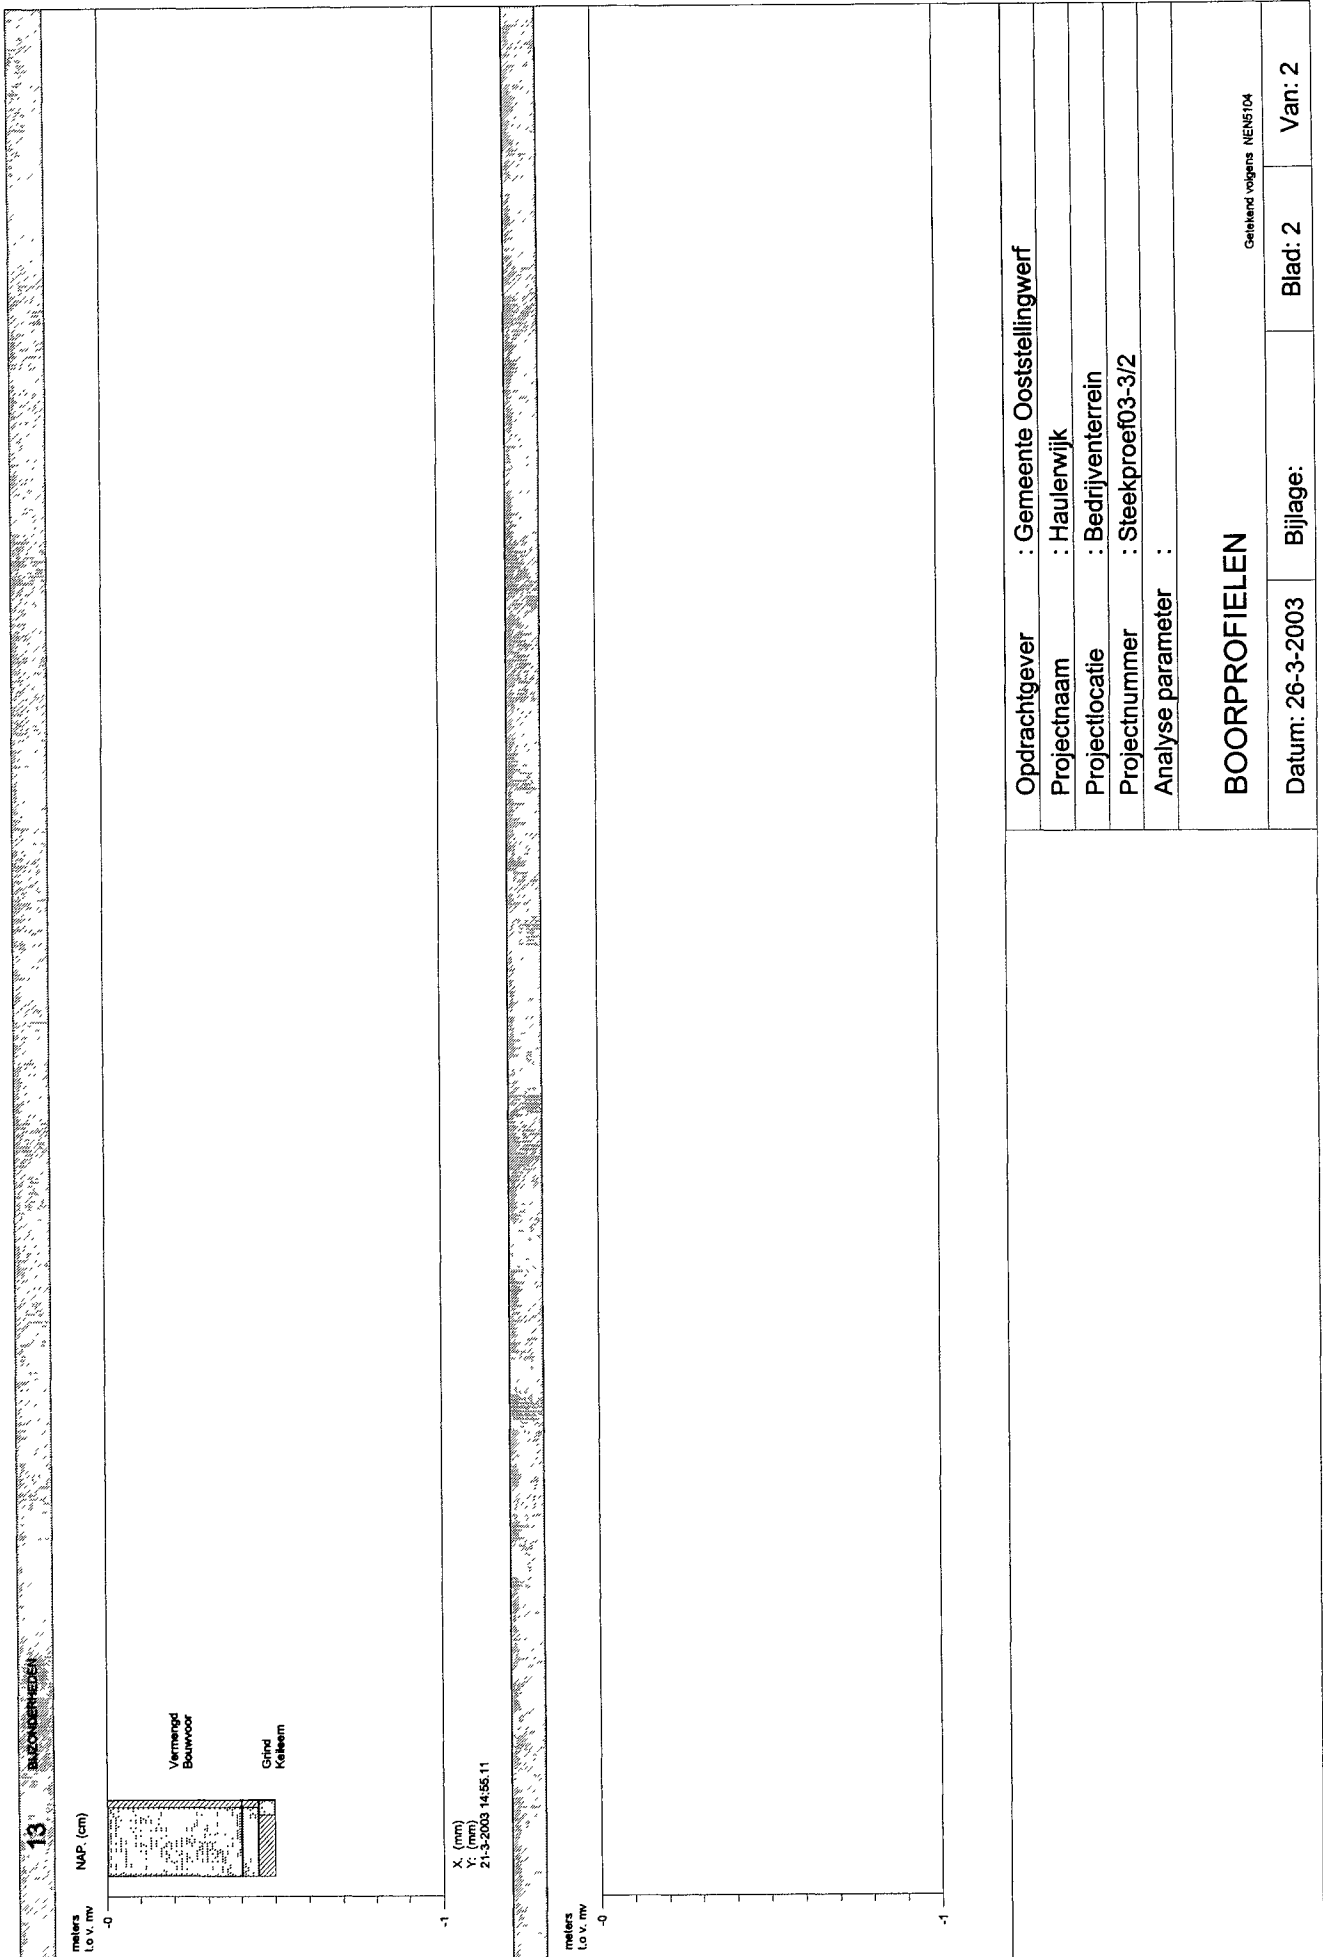 13 BIJZONDERHEDEN
meters
t.o.v. mv
NAP. (cm)
-0
Vermengd
Bouwvoor
Grind
Keileem
-1
X. (mm)
Y: (mm)
21-3-2003 14:55.11
meters
t.o.v. mv
-0
-1
Opdrachtgever : Gemeente Ooststellingwerf
Projectnaam : Haulerwijk
Projectlocatie : Bedrijventerrein
Projectnummer : Steekproef03-3/2
Analyse parameter :
BOORPROFIELEN
Getekend volgens NEN5104
Datum: 26-3-2003 Bijlage: Blad: 2 Van: 2